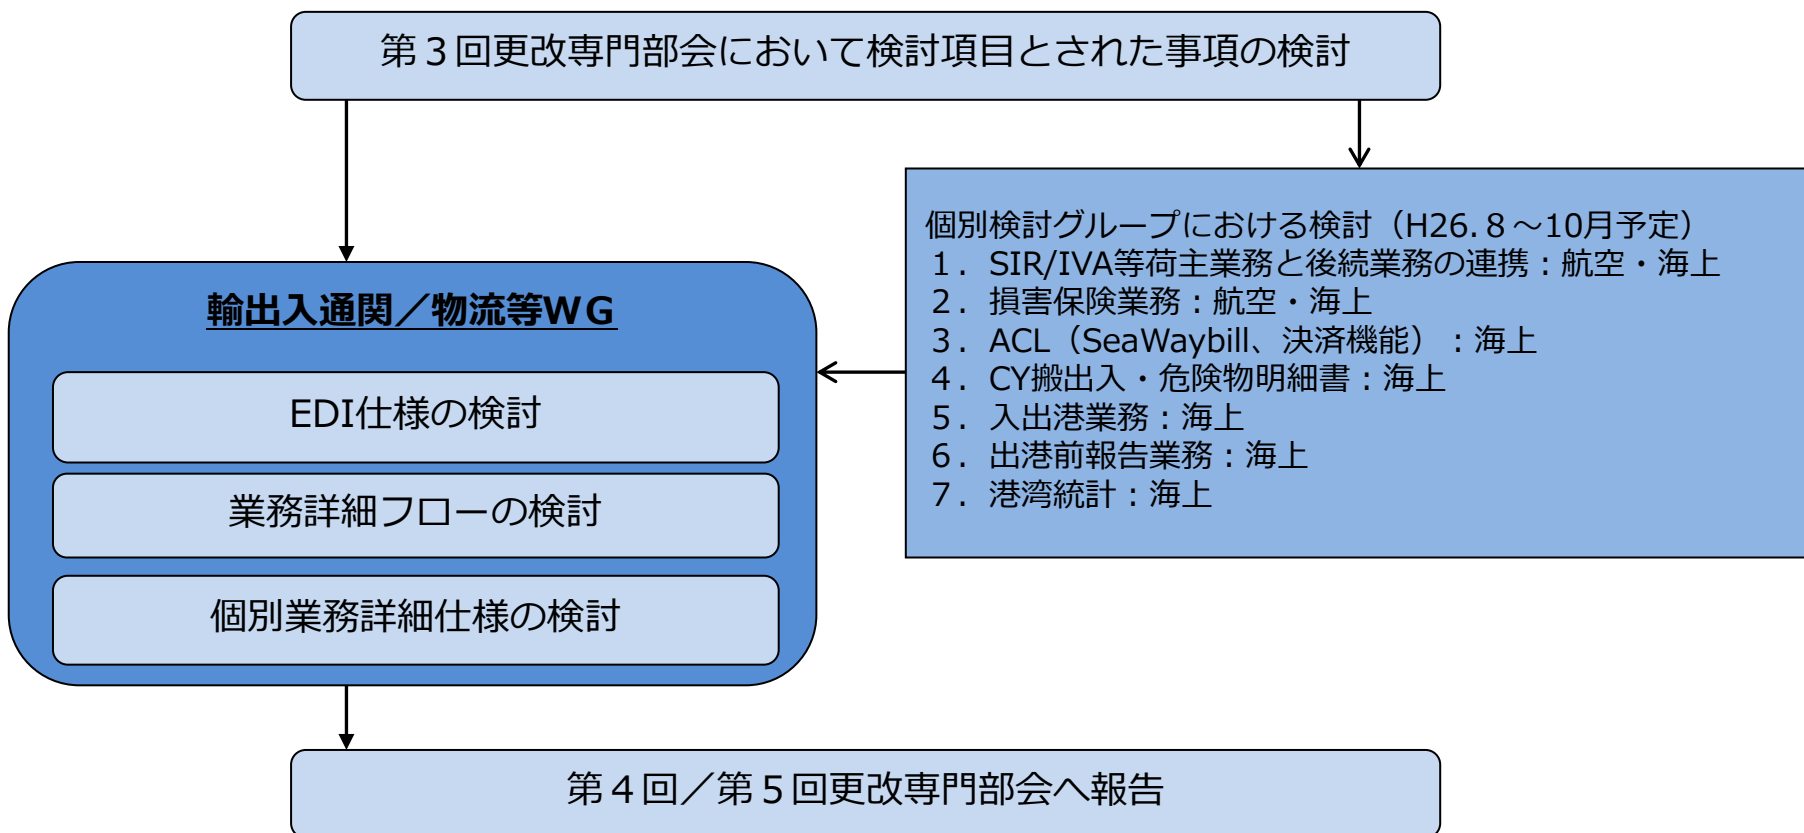 第３回更改専門部会において検討項目とされた事項の検討
個別検討グループにおける検討（H26.８～10月予定）
１．SIR/IVA等荷主業務と後続業務の連携：航空・海上
２．損害保険業務：航空・海上
３．ACL（SeaWaybill、決済機能）：海上
４．CY搬出入・危険物明細書：海上
５．入出港業務：海上
６．出港前報告業務：海上
７．港湾統計：海上
輸出入通関／物流等ＷＧ
EDI仕様の検討
業務詳細フローの検討
個別業務詳細仕様の検討
第４回／第５回更改専門部会へ報告